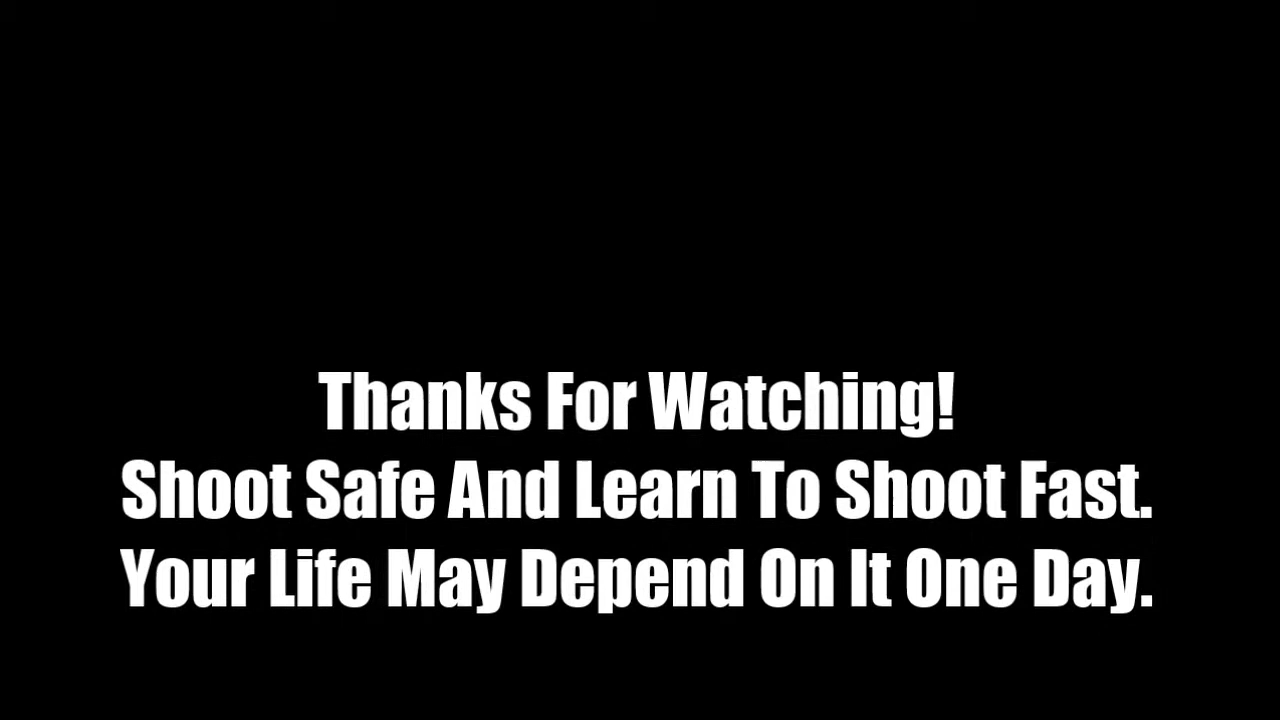 Thanks For Watching!
Shoot Safe And Learn To Shoot Fast.
Your Life May Depend On It One Day.